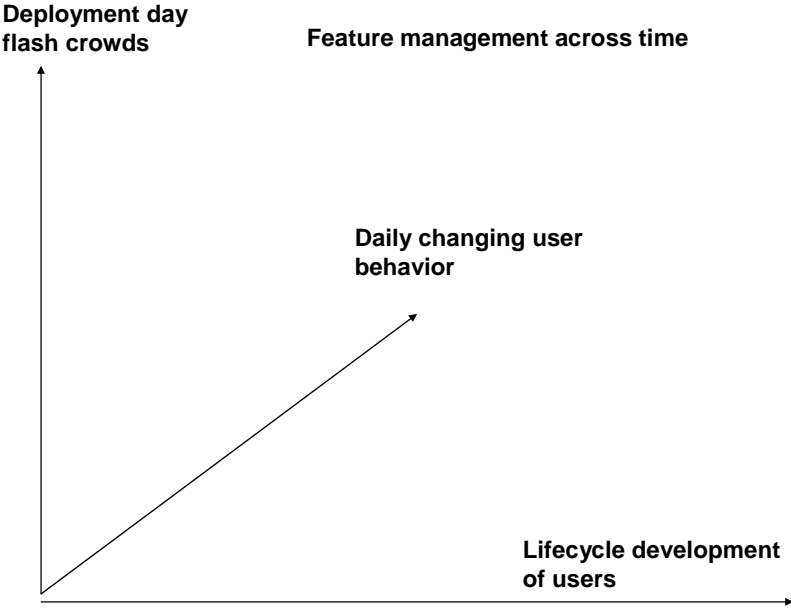 Deployment day
flash crowds
Feature management across time
Daily changing user
behavior
Lifecycle development
of users